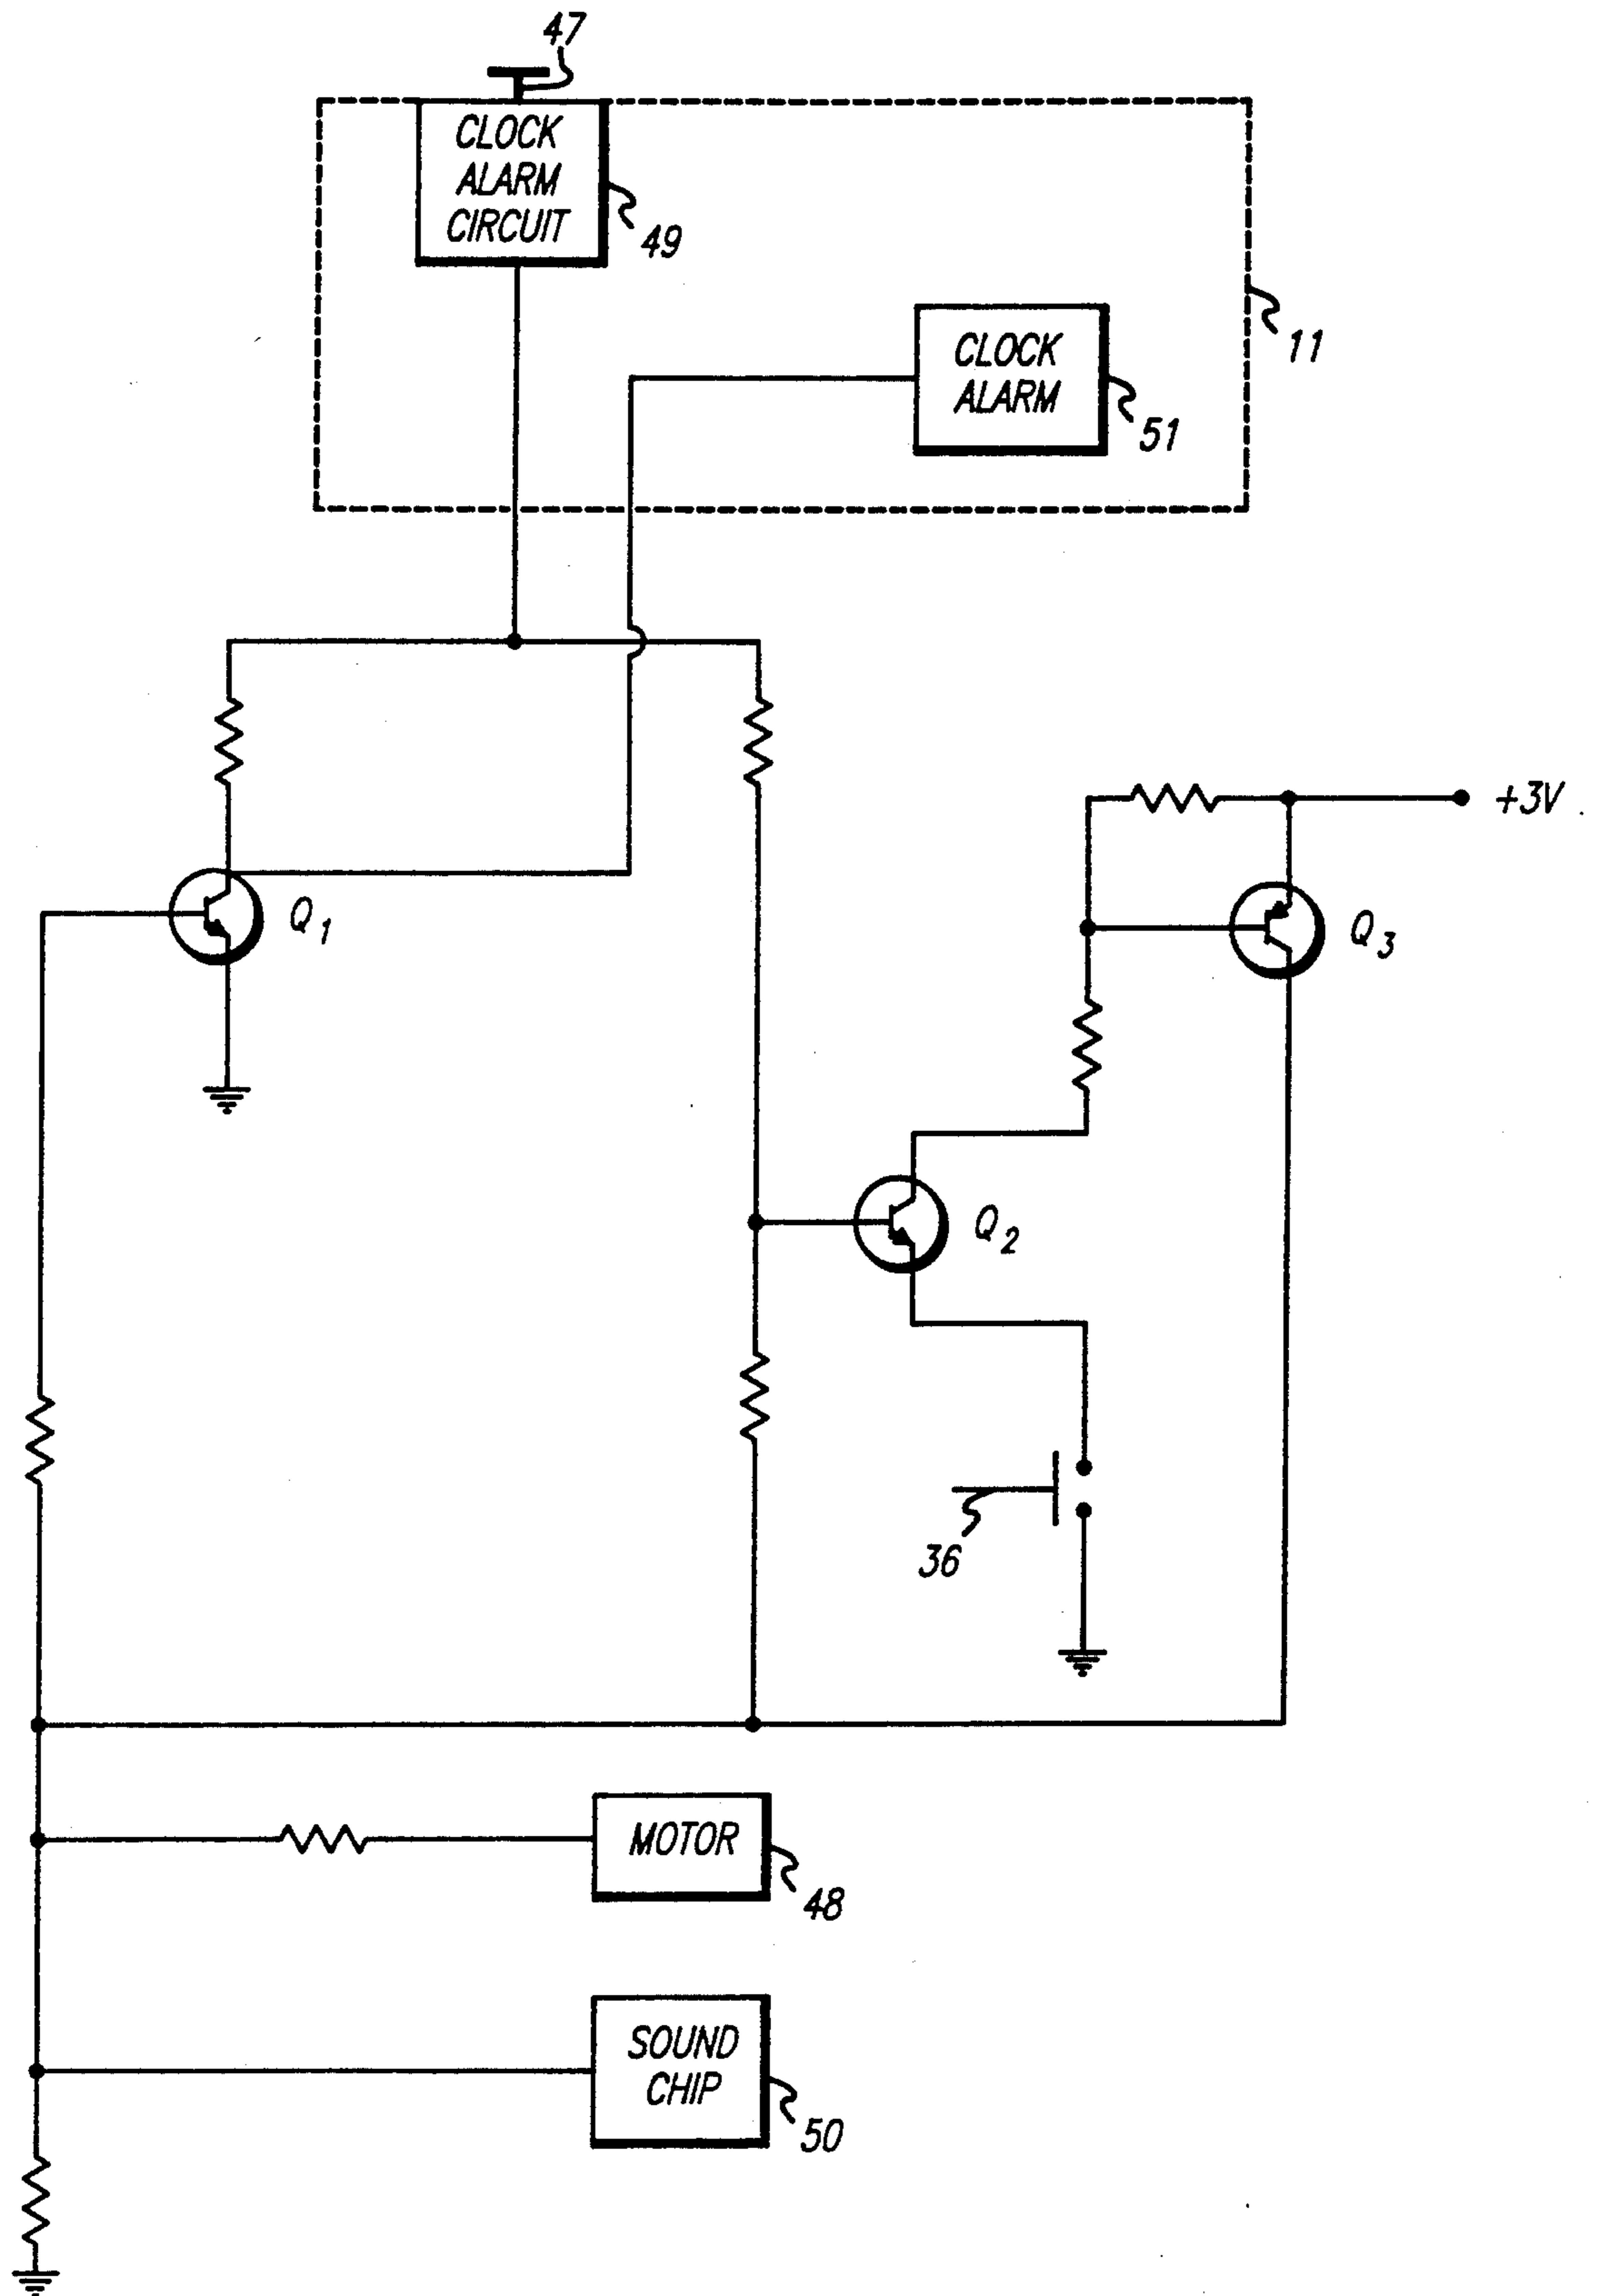 47
CLOCK
ALARM
CIRCUIT
49
CLOCK
ALARM
51
11
+3V
Q1
Q3
Q2
36
MOTOR
48
SOUND
CHIP
50